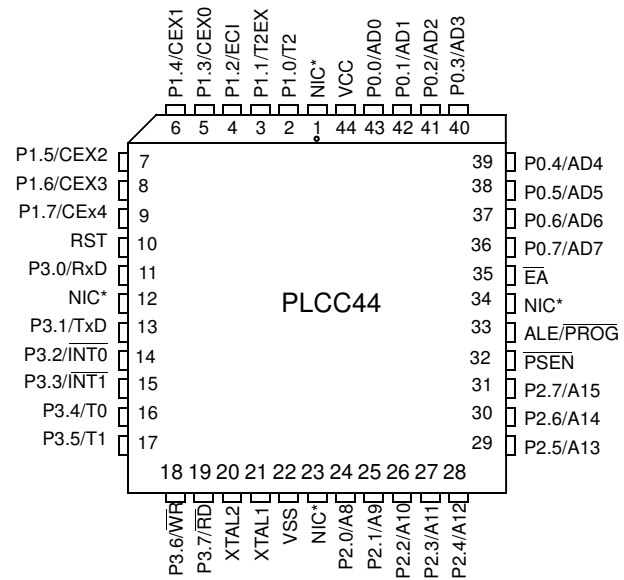 P1.4/CEX1
P1.3/CEX0
P1.2/ECI
P1.1/T2EX
P1.0/T2
NIC*
VCC
P0.0/AD0
P0.1/AD1
P0.2/AD2
P0.3/AD3
6 5 4 3 2 1 44 43 42 41 40
P1.5/CEX2 7 39 P0.4/AD4
P1.6/CEX3 8 38 P0.5/AD5
P1.7/CEx4 9 37 P0.6/AD6
RST 10 36 P0.7/AD7
P3.0/RxD 11 35 EA
NIC* 12 34 NIC*
PLCC44
P3.1/TxD 13 33 ALE/PROG
P3.2/INT0 14 32 PSEN
P3.3/INT1 15 31 P2.7/A15
P3.4/T0 16 30 P2.6/A14
P3.5/T1 17 29 P2.5/A13
18 19 20 21 22 23 24 25 26 27 28
P3.6/WR
P3.7/RD
XTAL2
XTAL1
VSS
NIC*
P2.0/A8
P2.1/A9
P2.2/A10
P2.3/A11
P2.4/A12